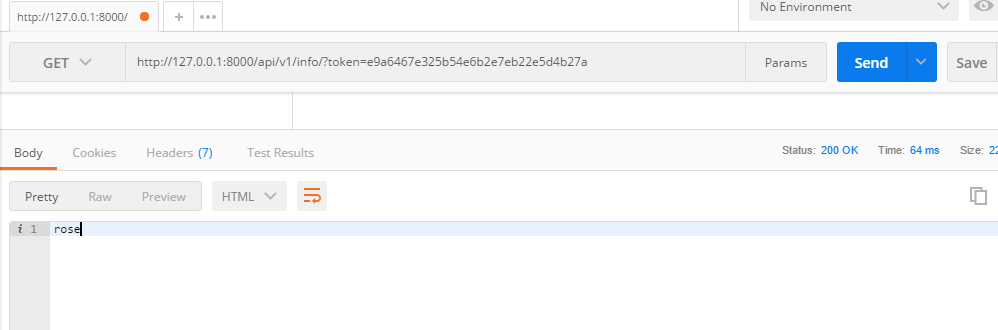 http://127.0.0.1:8000/
No Environment
GET http://127.0.0.1:8000/api/v1/info/?token=e9a6467e325b54e6b2e7eb22e5d4b27a Params Send Save
Body Cookies Headers (7) Test Results Status: 200 OK Time: 64 ms Size: 22
Pretty Raw Preview HTML
i 1 rose